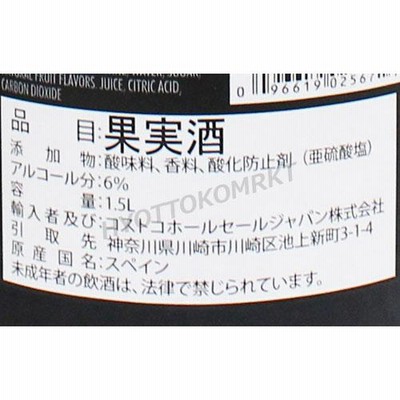 NATURAL FRUIT FLAVORS. JUICE, CITRIC ACID,
CARBON DIOXIDE
0 96619 02567
品目:果実酒
添加物:酸味料、香料、酸化防止剤（亜硫酸塩）
アルコール分:6%
容量:1.5L
輸入者及び:コストコホールセールジャパン株式会社
引取先 神奈川県川崎市川崎区池上新町3-1-4
原産国名:スペイン
未成年者の飲酒は、法律で禁じられています。
HYOTTOKOMRKT